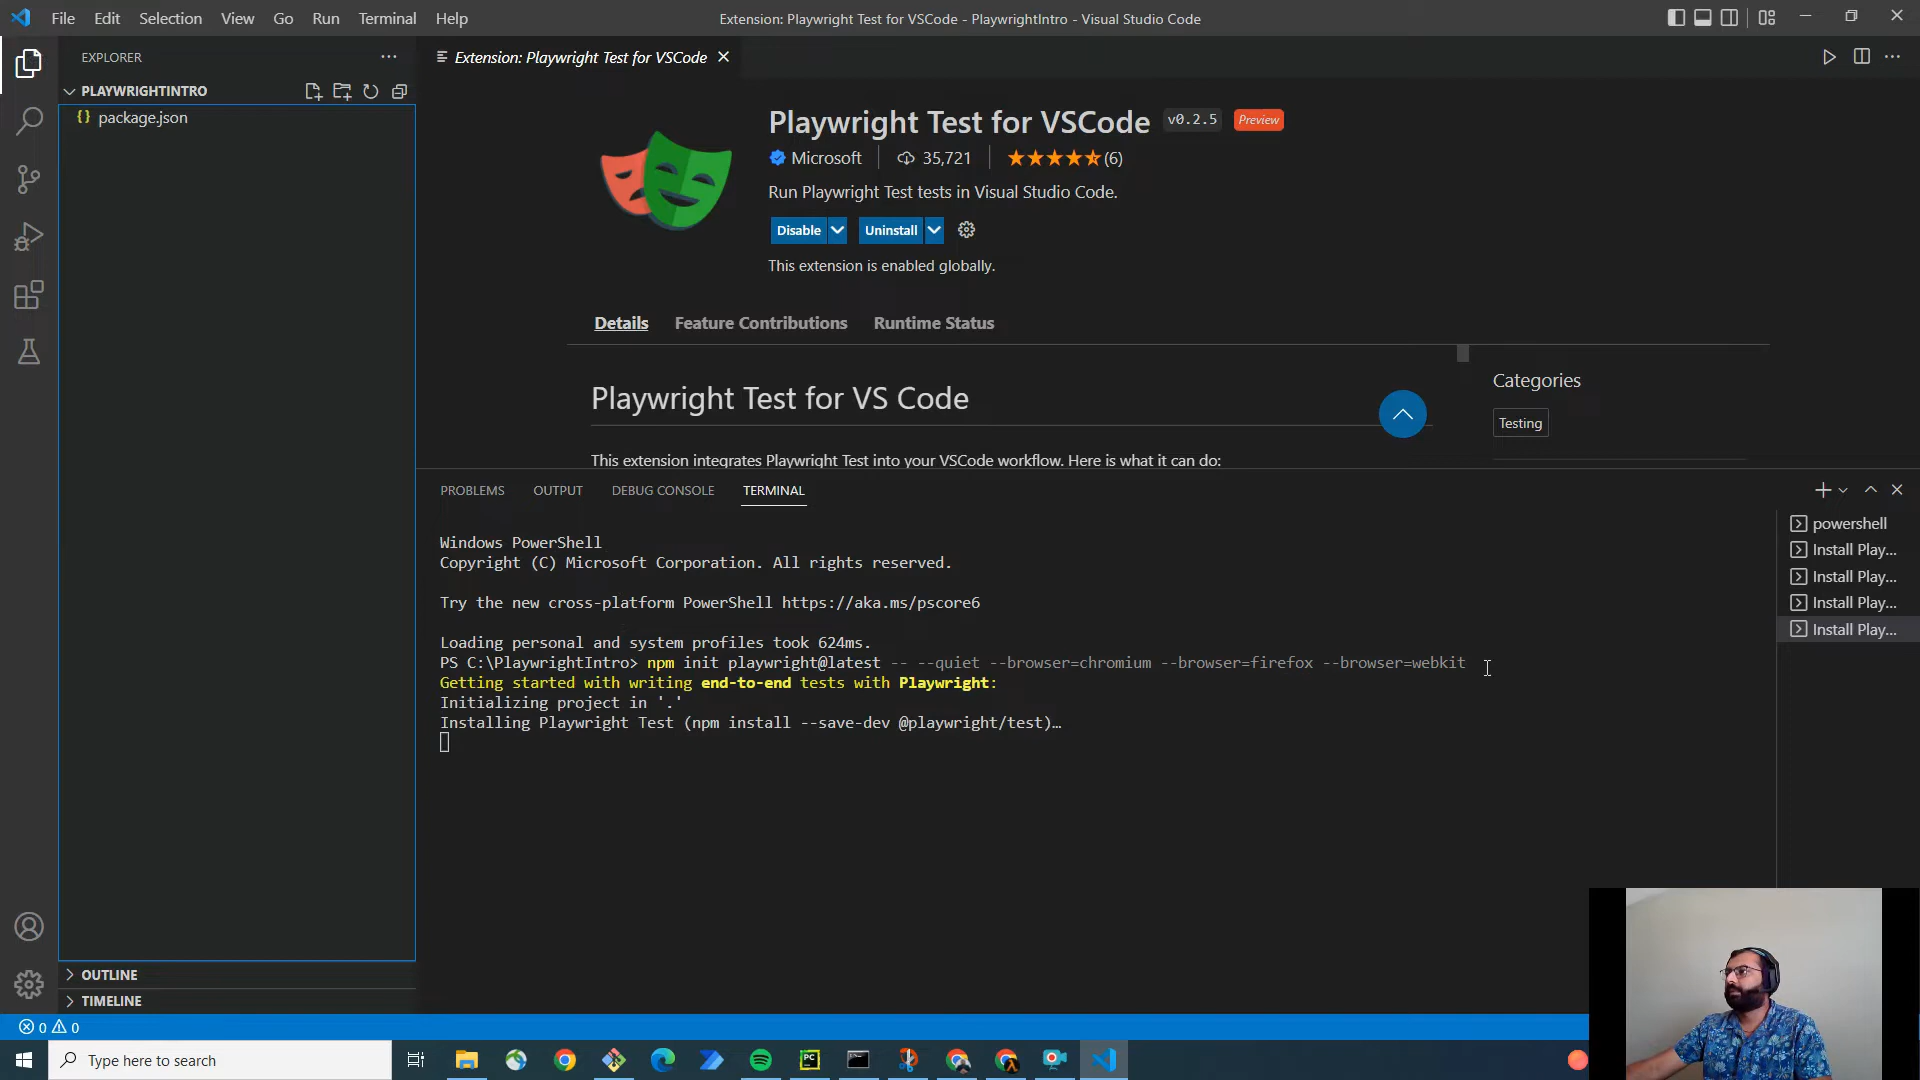 File Edit Selection View Go Run Terminal Help
Extension: Playwright Test for VSCode - PlaywrightIntro - Visual Studio Code
EXPLORER
PLAYWRIGHTINTRO
{} package.json
OUTLINE
TIMELINE
Extension: Playwright Test for VSCode
Playwright Test for VSCode v0.2.5 Preview
Microsoft 35,721 (6)
Run Playwright Test tests in Visual Studio Code.
Disable Uninstall
This extension is enabled globally.
Details Feature Contributions Runtime Status
Playwright Test for VS Code
This extension integrates Playwright Test into your VSCode workflow. Here is what it can do:
Categories
Testing
PROBLEMS OUTPUT DEBUG CONSOLE TERMINAL
Windows PowerShell
Copyright (C) Microsoft Corporation. All rights reserved.
Try the new cross-platform PowerShell https://aka.ms/pscore6
Loading personal and system profiles took 624ms.
PS C:\PlaywrightIntro> npm init playwright@latest -- --quiet --browser=chromium --browser=firefox --browser=webkit
Getting started with writing end-to-end tests with Playwright:
Initializing project in '.'
Installing Playwright Test (npm install --save-dev @playwright/test)…
powershell
Install Play...
Install Play...
Install Play...
Install Play...
0 0
Type here to search
PC